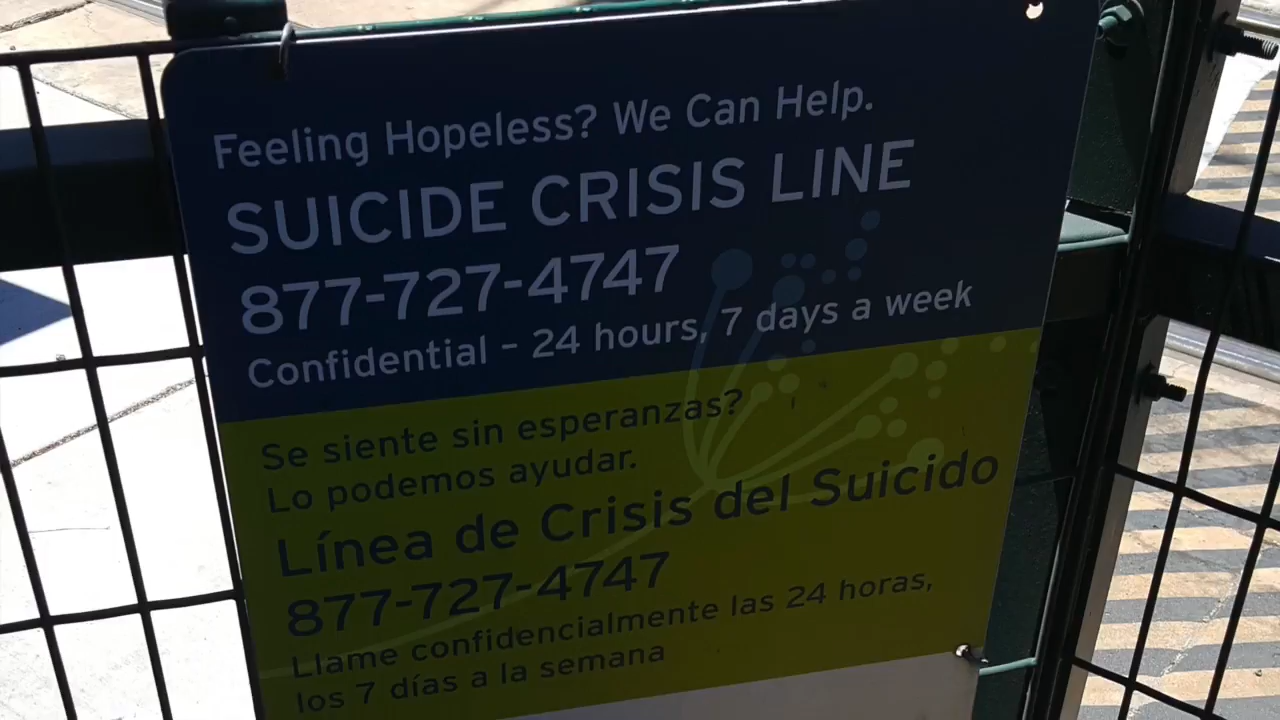 Feeling Hopeless? We Can Help.
SUICIDE CRISIS LINE
877-727-4747
Confidential – 24 hours, 7 days a week
Se siente sin esperanzas?
Lo podemos ayudar.
Línea de Crisis del Suicido
877-727-4747
Llame confidencialmente las 24 horas,
los 7 días a la semana